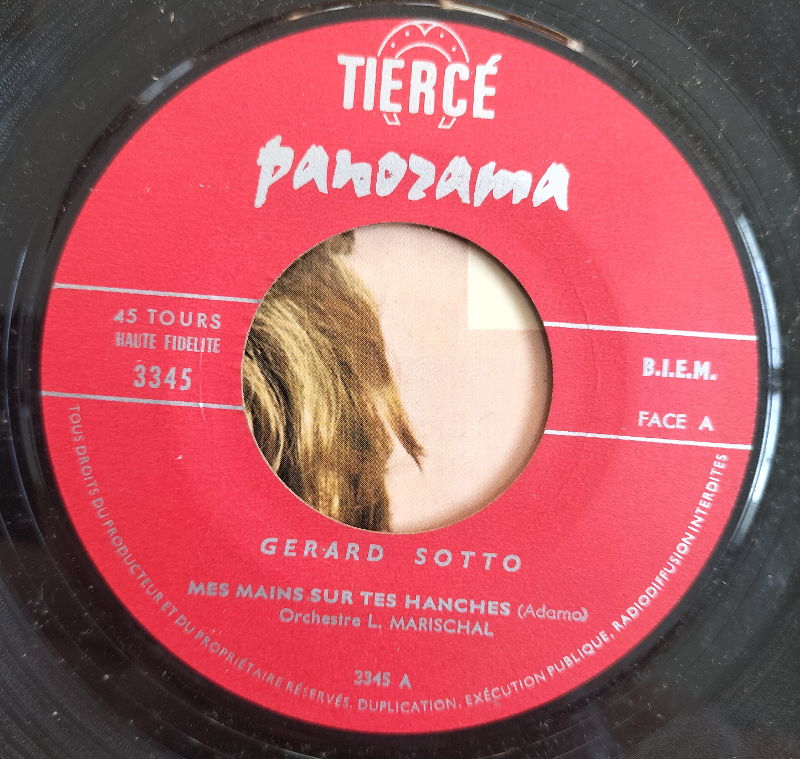 TIERCÉ
panorama
45 TOURS
HAUTE FIDELITE
3345
B.I.E.M.
FACE A
GERARD SOTTO
MES MAINS SUR TES HANCHES (Adamo)
Orchestre L. MARISCHAL
3345 A
TOUS DROITS DU PRODUCTEUR ET DU PROPRIÉTAIRE RÉSERVÉS, DUPLICATION, EXÉCUTION PUBLIQUE, RADIODIFFUSION INTERDITES